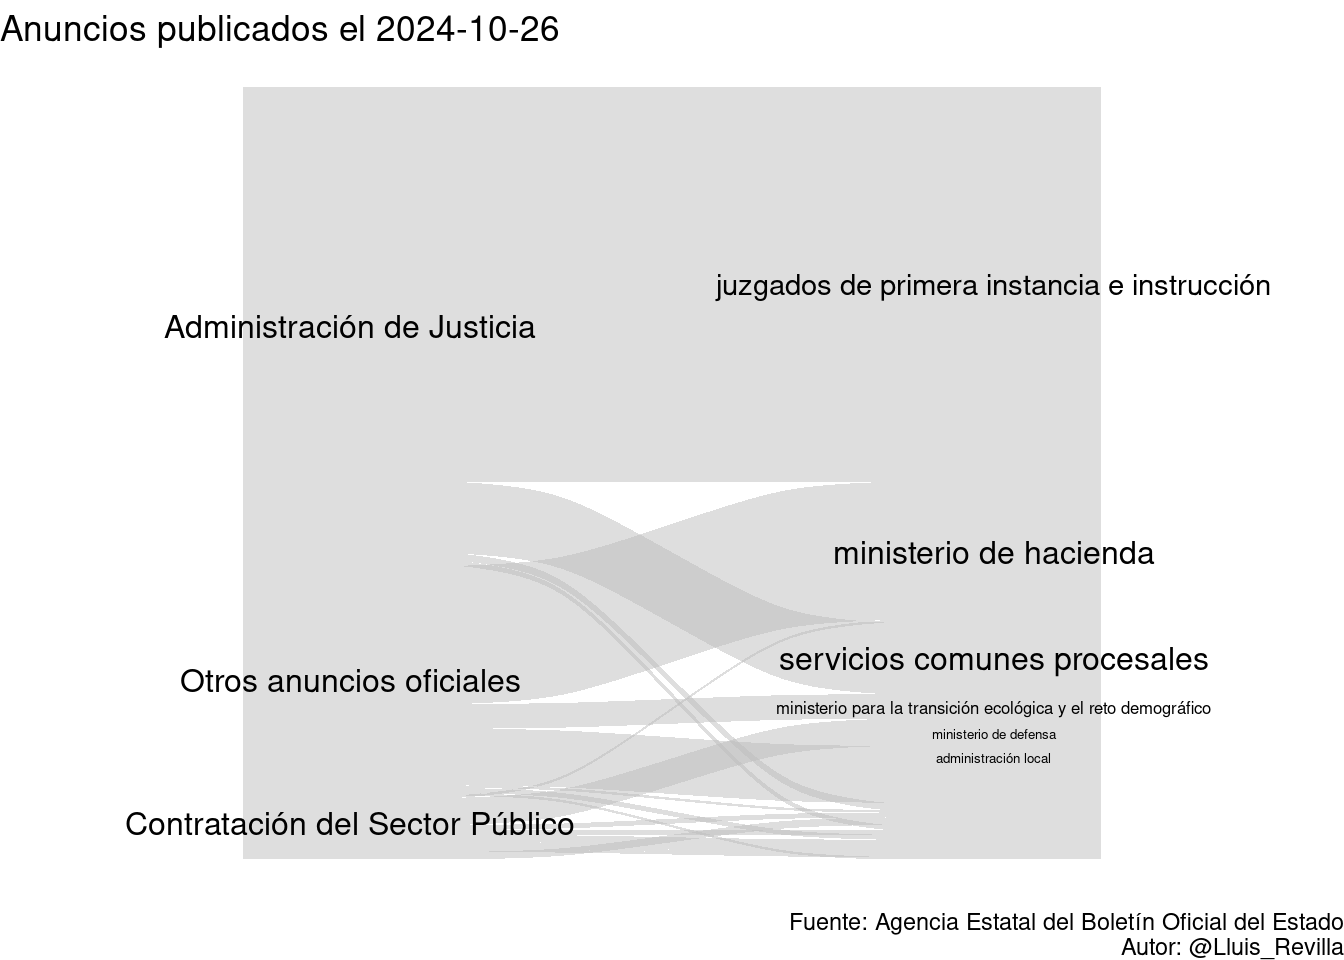 Anuncios publicados el 2024-10-26
juzgados de primera instancia e instrucción
Administración de Justicia
ministerio de hacienda
servicios comunes procesales
Otros anuncios oficiales
ministerio para la transición ecológica y el reto demográfico
ministerio de defensa
administración local
Contratación del Sector Público
Fuente: Agencia Estatal del Boletín Oficial del Estado
Autor: @Lluis_Revilla